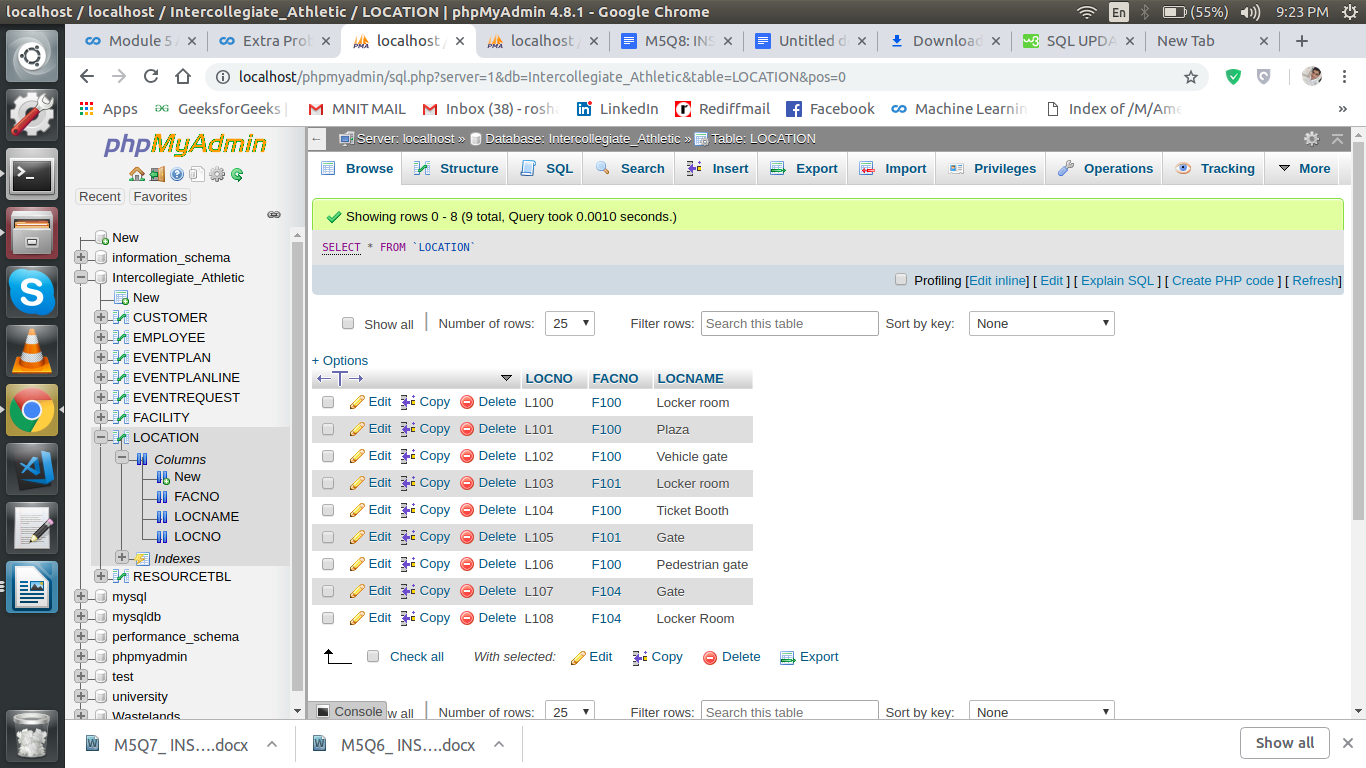 localhost / localhost / Intercollegiate_Athletic / LOCATION | phpMyAdmin 4.8.1 - Google Chrome
En (55%) 9:23 PM
Module 5
Extra Prob
localhost /
localhost /
M5Q8: INS
Untitled d
Download
SQL UPDA
New Tab
localhost/phpmyadmin/sql.php?server=1&db=Intercollegiate_Athletic&table=LOCATION&pos=0
Apps
GeeksforGeeks |
MNIT MAIL
Inbox (38) - rosh
LinkedIn
Rediffmail
Facebook
Machine Learnin
Index of /M/Ame
»
phpMyAdmin
Recent Favorites
New
information_schema
Intercollegiate_Athletic
New
CUSTOMER
EMPLOYEE
EVENTPLAN
EVENTPLANLINE
EVENTREQUEST
FACILITY
LOCATION
Columns
New
FACNO
LOCNAME
LOCNO
Indexes
RESOURCETBL
mysql
mysqldb
performance_schema
phpmyadmin
test
university
Wastelands
Server: localhost » Database: Intercollegiate_Athletic » Table: LOCATION
Browse Structure SQL Search Insert Export Import Privileges Operations Tracking More
Showing rows 0 - 8 (9 total, Query took 0.0010 seconds.)
SELECT * FROM `LOCATION`
Profiling [Edit inline] [ Edit ] [ Explain SQL ] [ Create PHP code ] [ Refresh]
Show all Number of rows: 25 Filter rows: Search this table Sort by key: None
+ Options
LOCNO FACNO LOCNAME
Edit Copy Delete L100 F100 Locker room
Edit Copy Delete L101 F100 Plaza
Edit Copy Delete L102 F100 Vehicle gate
Edit Copy Delete L103 F101 Locker room
Edit Copy Delete L104 F100 Ticket Booth
Edit Copy Delete L105 F101 Gate
Edit Copy Delete L106 F100 Pedestrian gate
Edit Copy Delete L107 F104 Gate
Edit Copy Delete L108 F104 Locker Room
Check all With selected: Edit Copy Delete Export
Console w all Number of rows: 25 Filter rows: Search this table Sort by key: None
M5Q7_ INS....docx
M5Q6_ INS....docx
Show all